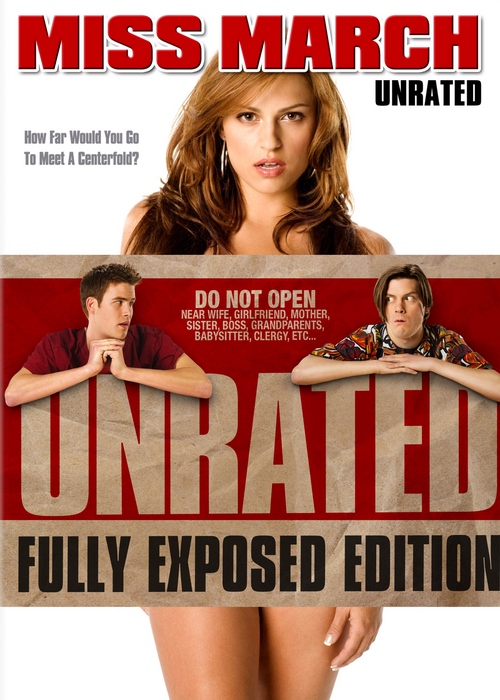 MISS MARCH
UNRATED
How Far Would You Go
To Meet A Centerfold?
DO NOT OPEN
NEAR WIFE, GIRLFRIEND, MOTHER,
SISTER, BOSS, GRANDPARENTS,
BABYSITTER, CLERGY, ETC...
UNRATED
FULLY EXPOSED EDITION